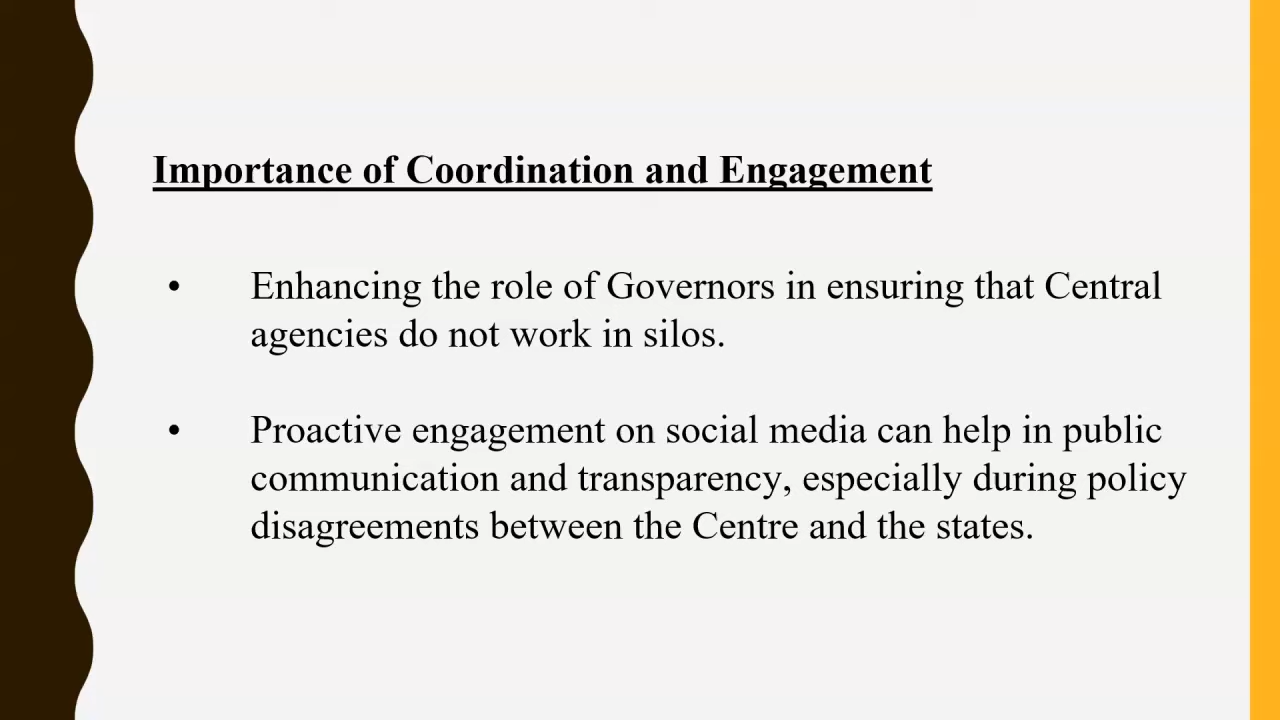 Importance of Coordination and Engagement
• Enhancing the role of Governors in ensuring that Central
agencies do not work in silos.
• Proactive engagement on social media can help in public
communication and transparency, especially during policy
disagreements between the Centre and the states.